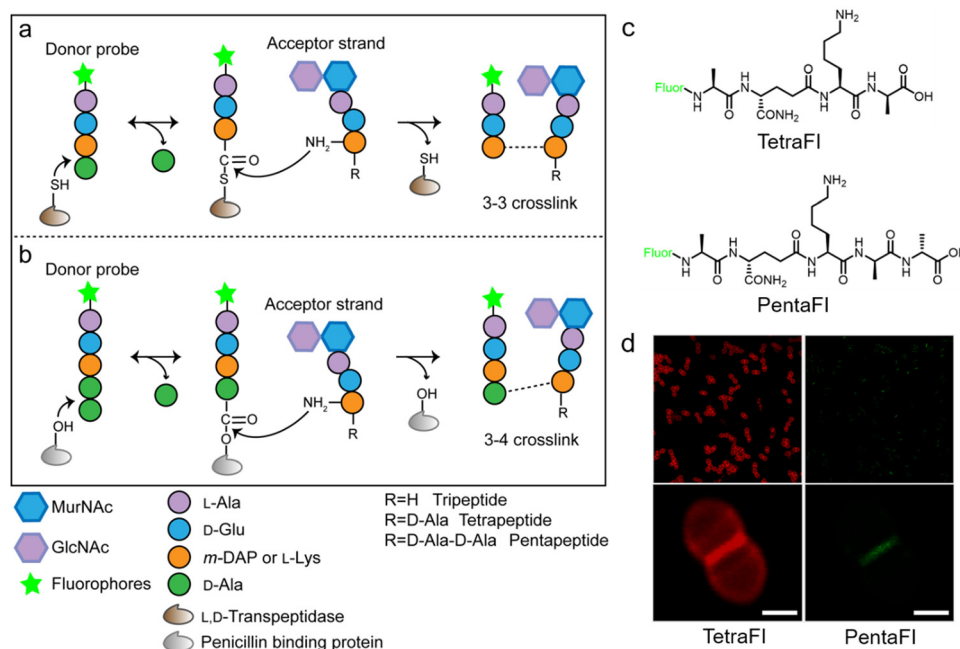 a
Donor probe
Acceptor strand
SH
C=O
S
NH₂
R
SH
3-3 crosslink
b
Donor probe
Acceptor strand
OH
C=O
O
NH₂
R
OH
3-4 crosslink
MurNAc
GlcNAc
Fluorophores
L-Ala
D-Glu
m-DAP or L-Lys
D-Ala
L,D-Transpeptidase
Penicillin binding protein
R=H Tripeptide
R=D-Ala Tetrapeptide
R=D-Ala-D-Ala Pentapeptide
c
NH₂
Fluor
N
H
O
H
N
CONH₂
O
N
H
O
H
N
O
OH
TetraFl
NH₂
Fluor
N
H
O
H
N
CONH₂
O
N
H
O
H
N
O
N
H
O
PentaFl
d
TetraFl
PentaFl